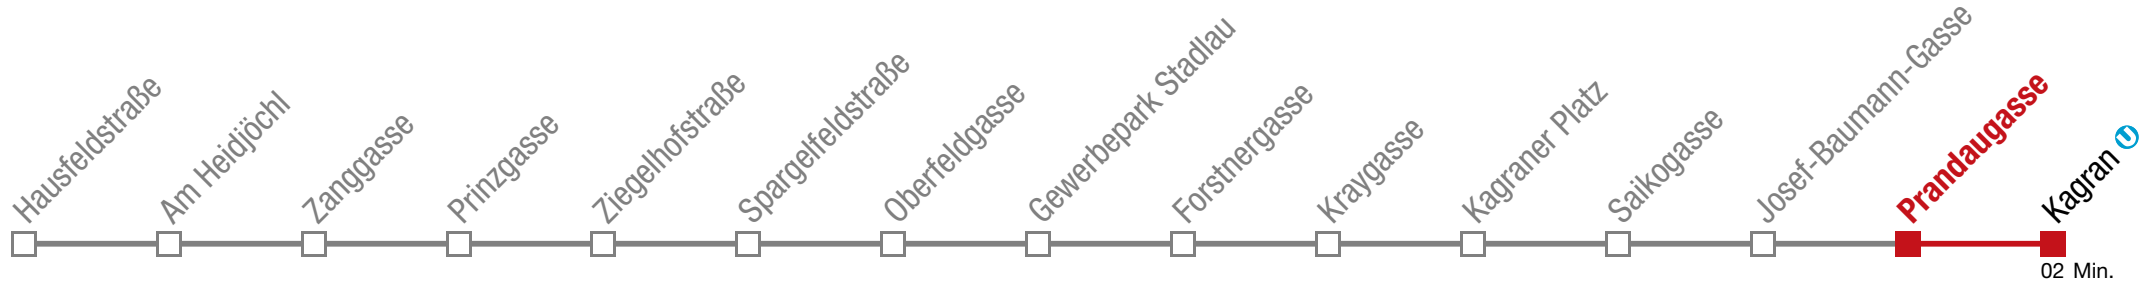 Hausfeldstraße
Am Heidjöchl
Zanggasse
Prinzgasse
Ziegelhofstraße
Spargelfeldstraße
Oberfeldgasse
Gewerbepark Stadlau
Forstnergasse
Kraygasse
Kagraner Platz
Saikogasse
Josef-Baumann-Gasse
Prandaugasse
Kagran U
02 Min.